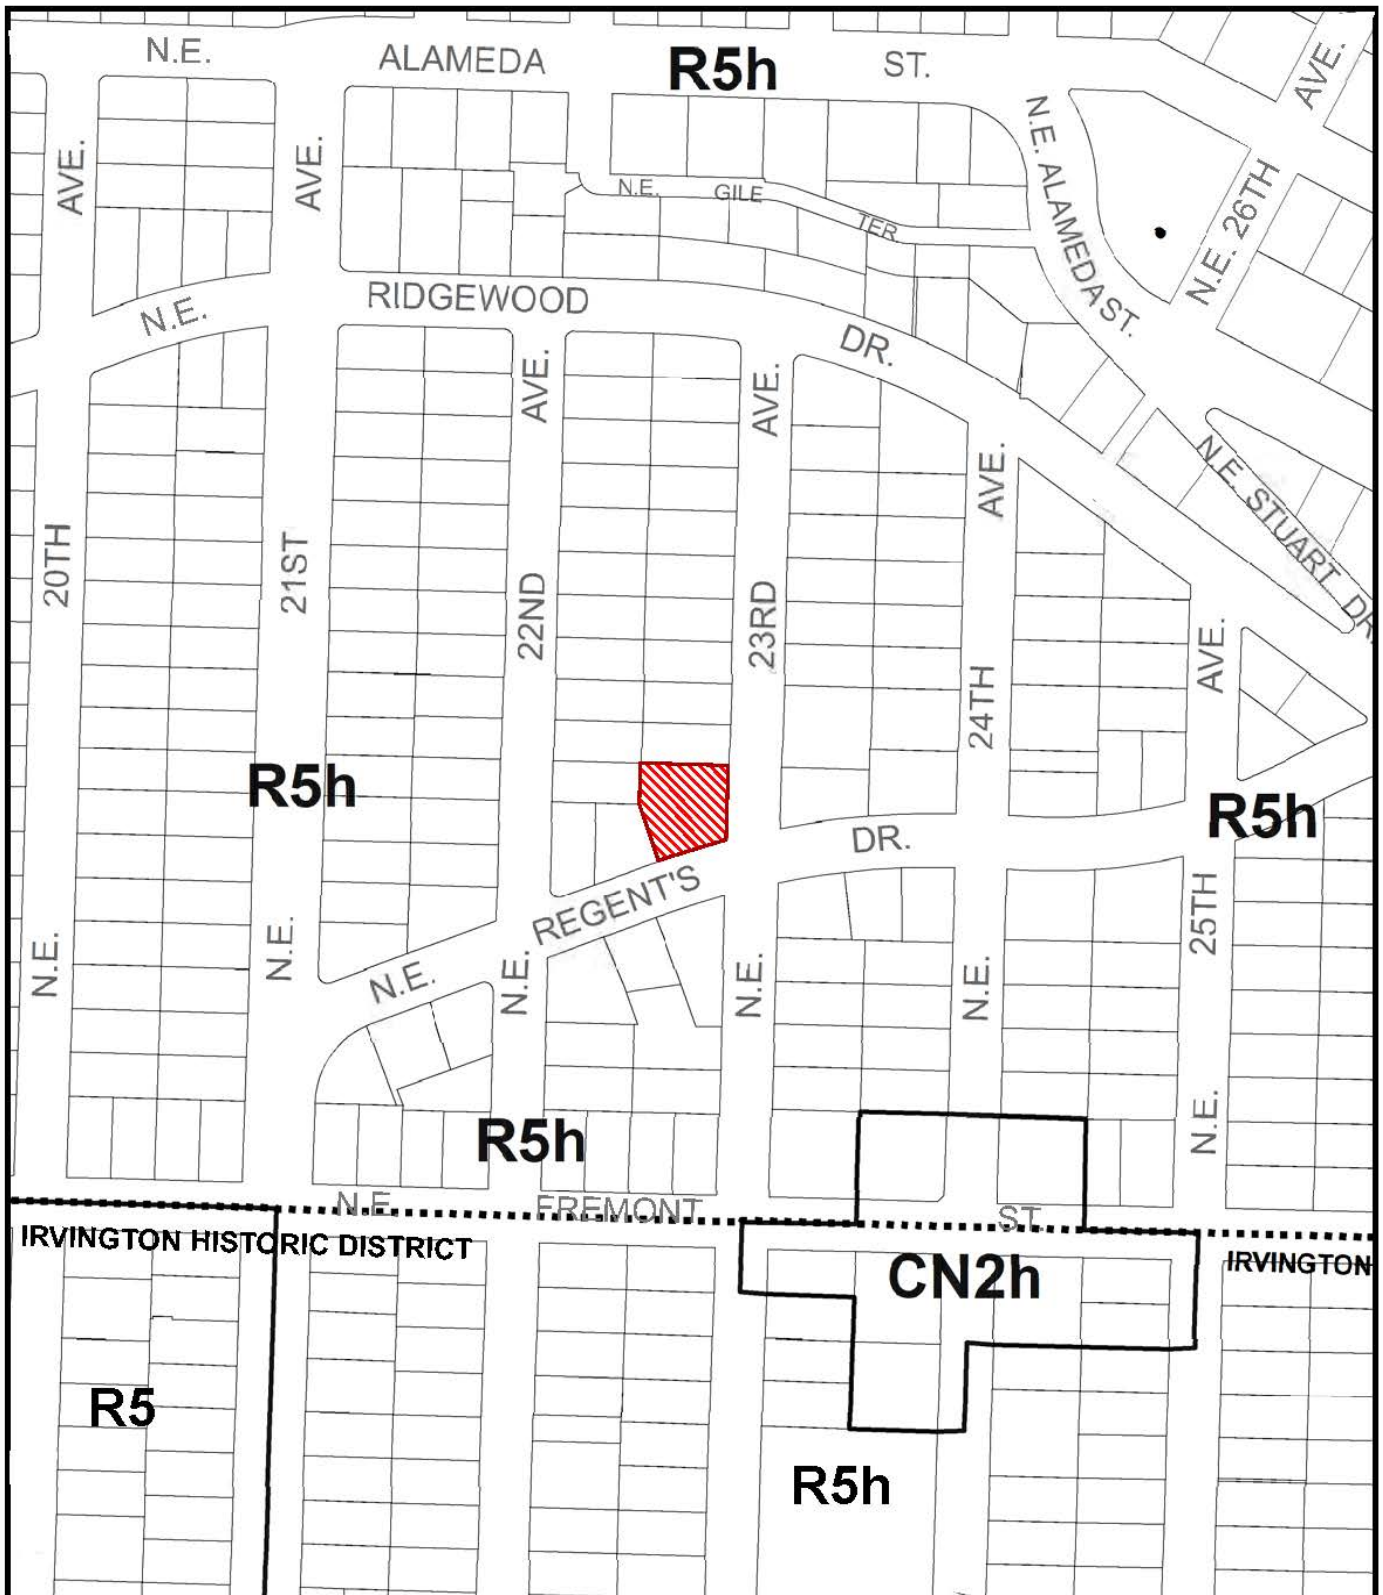 N.E. ALAMEDA ST.
R5h
AVE.
AVE.
AVE.
N.E. ALAMEDA ST.
N.E. 26TH
N.E. GILE TER.
N.E. RIDGEWOOD DR.
AVE.
AVE.
AVE.
N.E. STUART DR.
20TH
21ST
22ND
23RD
24TH
AVE.
R5h
R5h
N.E. REGENT'S DR.
25TH
N.E.
N.E.
N.E.
N.E.
N.E.
N.E.
R5h
N.E. FREMONT ST.
IRVINGTON HISTORIC DISTRICT
IRVINGTON
CN2h
R5
R5h